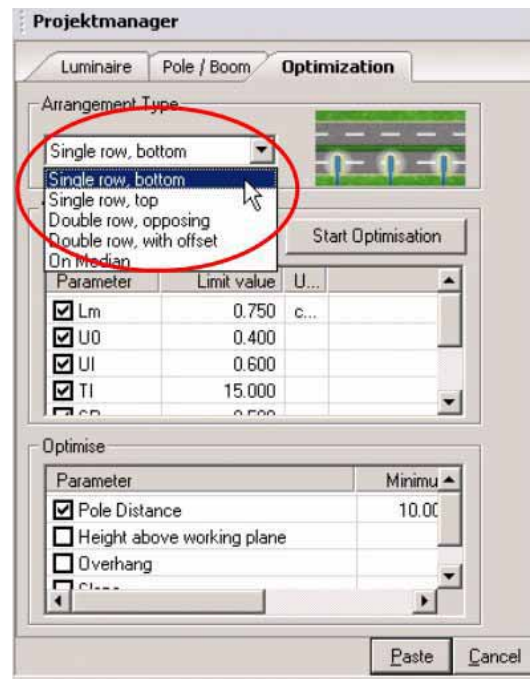 Projektmanager
Luminaire Pole / Boom Optimization
Arrangement Type
Single row, bottom
Single row, bottom
Single row, top
Double row, opposing
Double row, with offset
On Median
Start Optimisation
Parameter Limit value U...
Lm 0.750 c...
U0 0.400
UI 0.600
TI 15.000
Optimise
Parameter Minimu
Pole Distance 10.00
Height above working plane
Overhang
Paste Cancel